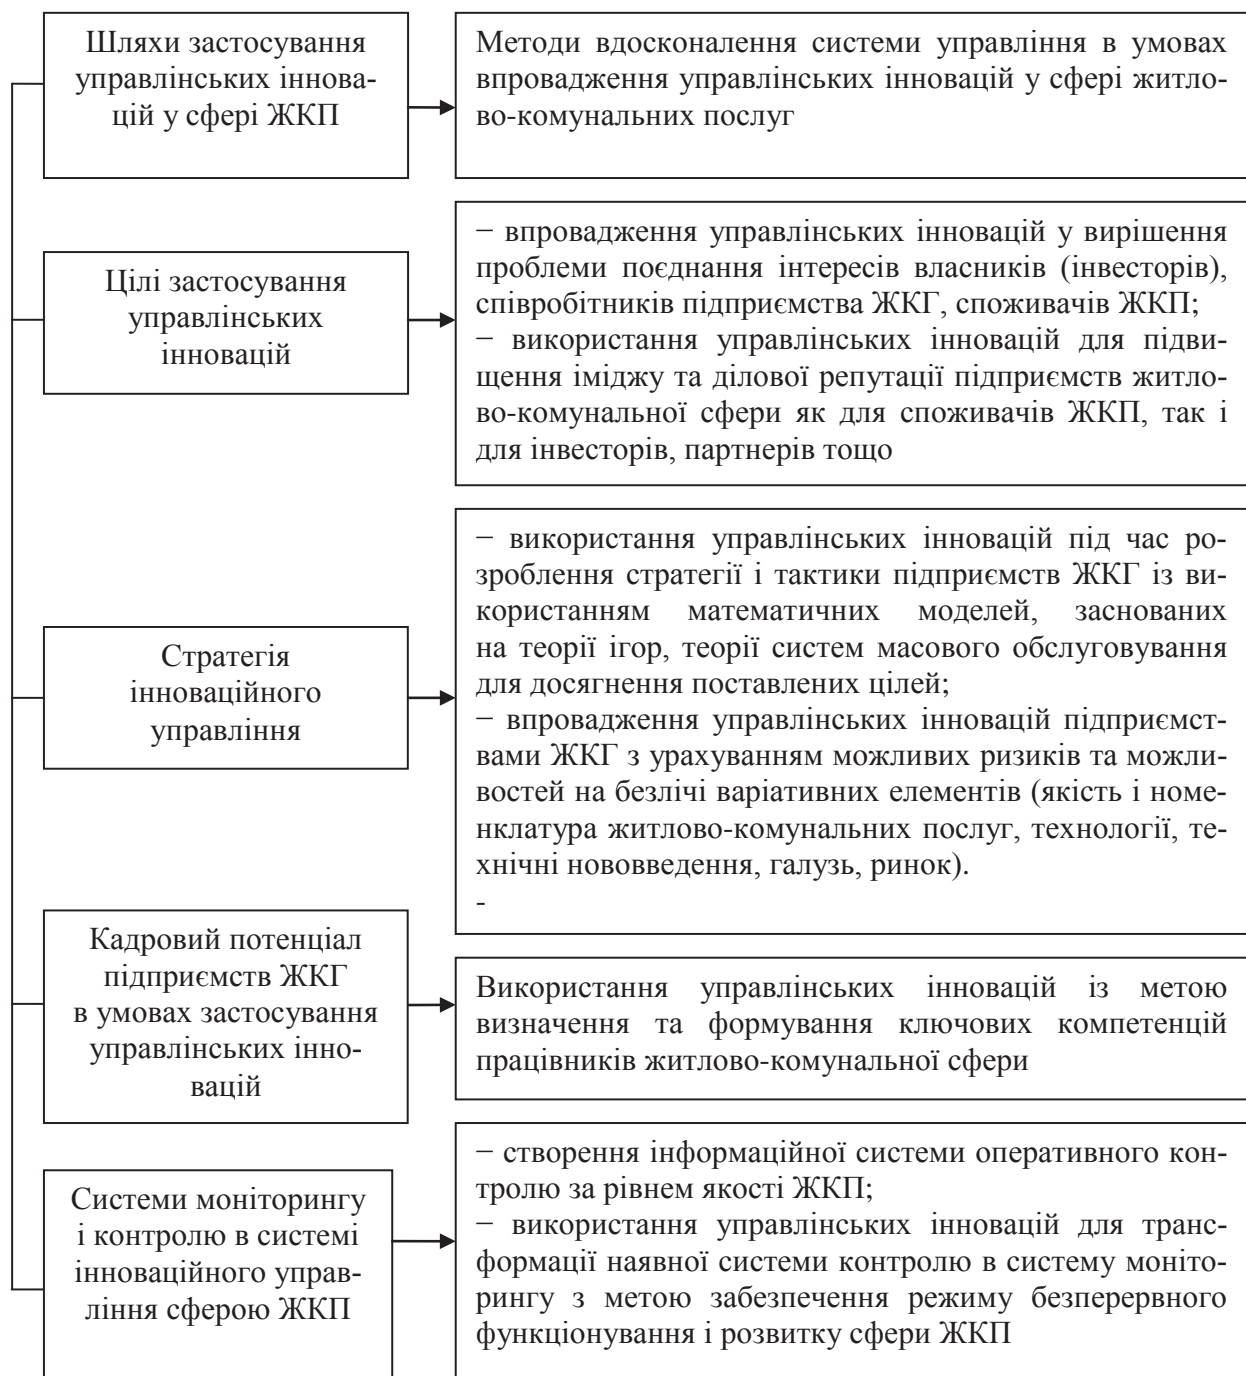 Шляхи застосування
управлінських іннова-
цій у сфері ЖКП
Методи вдосконалення системи управління в умовах
впровадження управлінських інновацій у сфері житло-
во-комунальних послуг
Цілі застосування
управлінських
інновацій
− впровадження управлінських інновацій у вирішення
проблеми поєднання інтересів власників (інвесторів),
співробітників підприємства ЖКГ, споживачів ЖКП;
− використання управлінських інновацій для підви-
щення іміджу та ділової репутації підприємств житло-
во-комунальної сфери як для споживачів ЖКП, так і
для інвесторів, партнерів тощо
Стратегія
інноваційного
управління
− використання управлінських інновацій під час ро-
зроблення стратегії і тактики підприємств ЖКГ із ви-
користанням математичних моделей, заснованих
на теорії ігор, теорії систем масового обслуговування
для досягнення поставлених цілей;
− впровадження управлінських інновацій підприємст-
вами ЖКГ з урахуванням можливих ризиків та можли-
востей на безлічі варіативних елементів (якість і номе-
нклатура житлово-комунальних послуг, технології, те-
хнічні нововведення, галузь, ринок).
-
Кадровий потенціал
підприємств ЖКГ
в умовах застосування
управлінських інно-
вацій
Використання управлінських інновацій із метою
визначення та формування ключових компетенцій
працівників житлово-комунальної сфери
Системи моніторингу
і контролю в системі
інноваційного управ-
ління сферою ЖКП
− створення інформаційної системи оперативного кон-
тролю за рівнем якості ЖКП;
− використання управлінських інновацій для транс-
формації наявної системи контролю в систему моніто-
рингу з метою забезпечення режиму безперервного
функціонування і розвитку сфери ЖКП